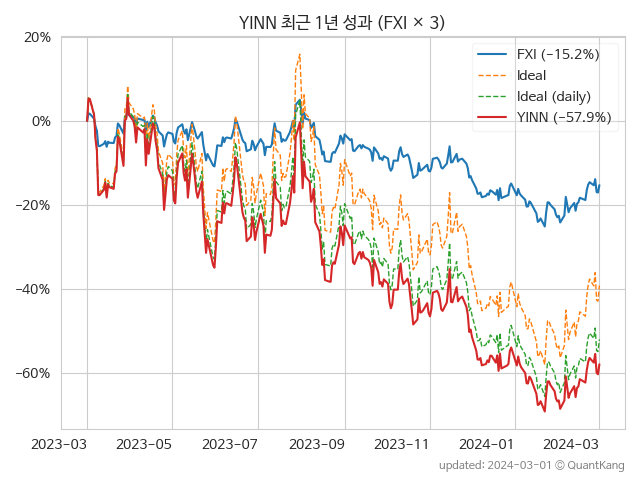 YINN 최근 1년 성과 (FXI × 3)
20%
0%
−20%
−40%
−60%
FXI (−15.2%)
Ideal
Ideal (daily)
YINN (−57.9%)
2023-03
2023-05
2023-07
2023-09
2023-11
2024-01
2024-03
updated: 2024-03-01 © QuantKang